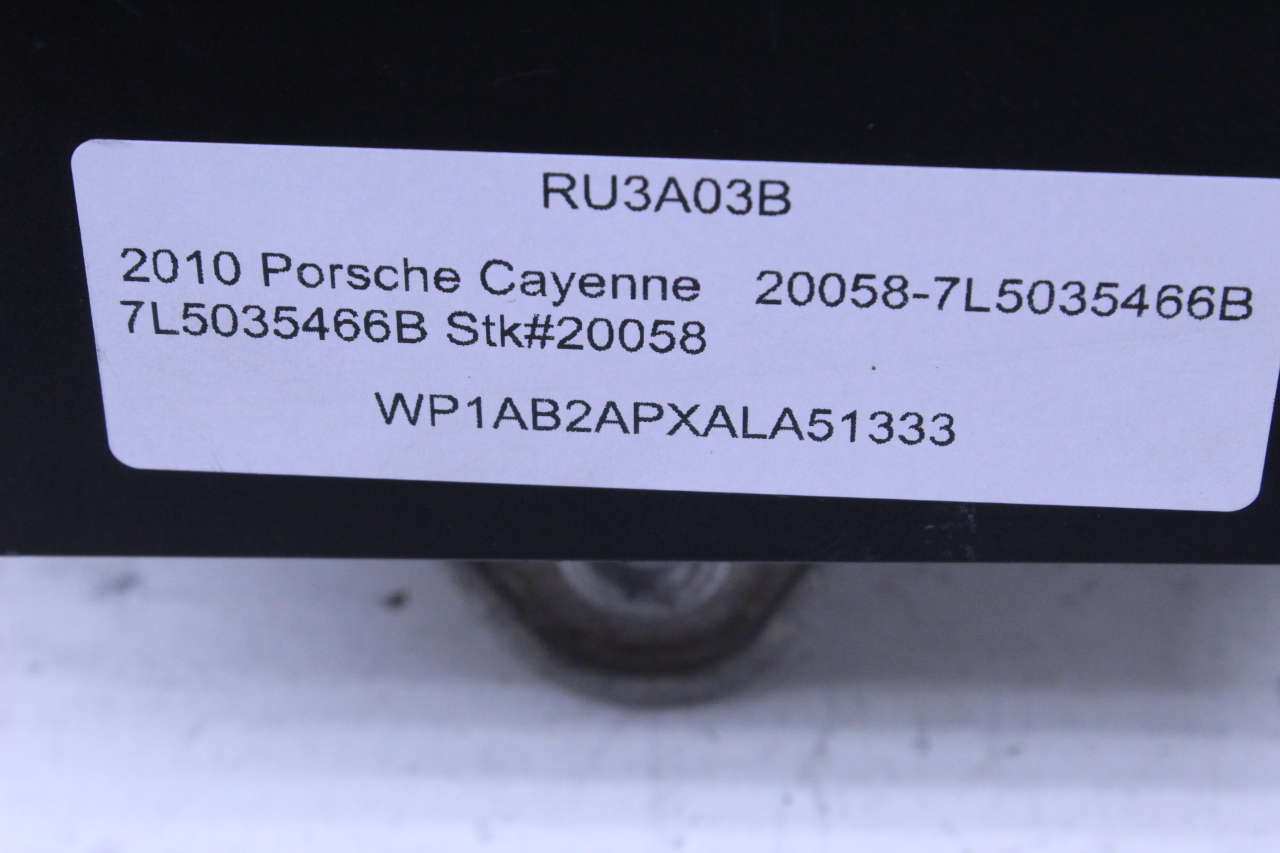 RU3A03B
2010 Porsche Cayenne 20058-7L5035466B
7L5035466B Stk#20058
WP1AB2APXALA51333